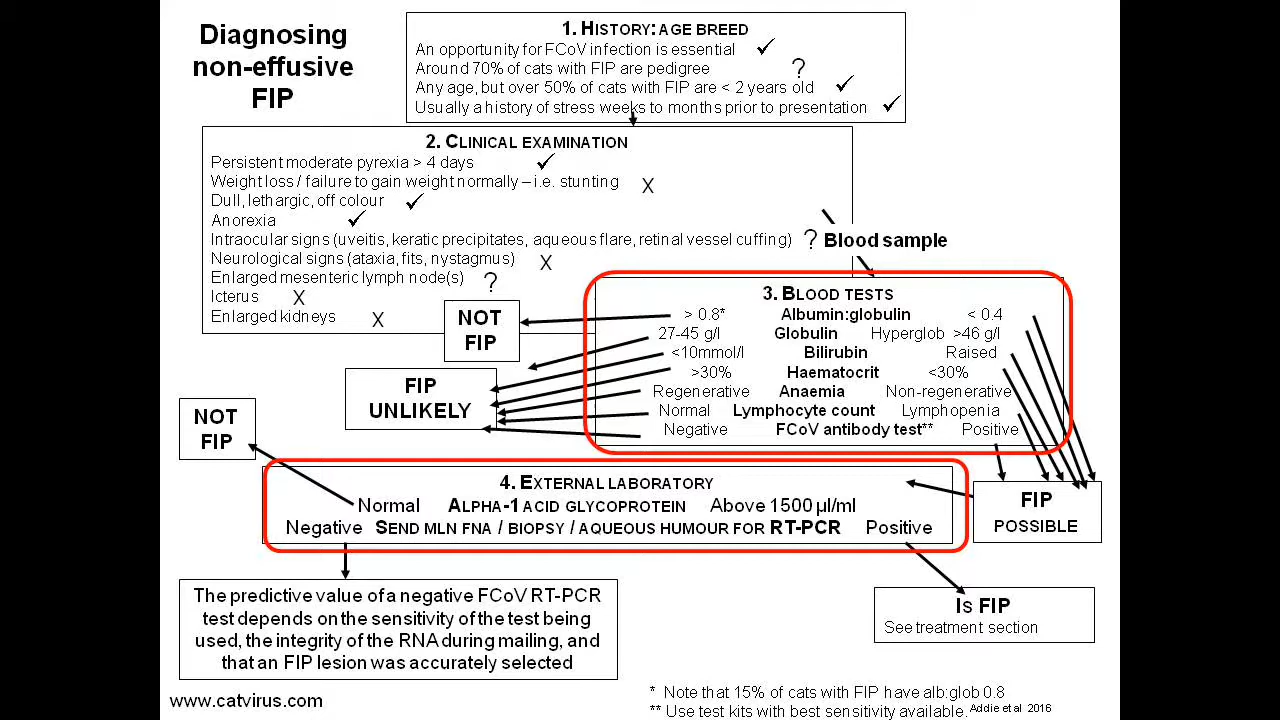 Diagnosing
non-effusive
FIP
1. HISTORY: AGE BREED
An opportunity for FCoV infection is essential ✓
Around 70% of cats with FIP are pedigree ?
Any age, but over 50% of cats with FIP are < 2 years old ✓
Usually a history of stress weeks to months prior to presentation ✓
2. CLINICAL EXAMINATION
Persistent moderate pyrexia > 4 days ✓
Weight loss / failure to gain weight normally – i.e. stunting X
Dull, lethargic, off colour ✓
Anorexia ✓
Intraocular signs (uveitis, keratic precipitates, aqueous flare, retinal vessel cuffing) ?
Neurological signs (ataxia, fits, nystagmus) X
Enlarged mesenteric lymph node(s) ?
Icterus X
Enlarged kidneys X
Blood sample
3. BLOOD TESTS
> 0.8* Albumin:globulin < 0.4
27-45 g/l Globulin Hyperglob >46 g/l
<10mmol/l Bilirubin Raised
>30% Haematocrit <30%
Regenerative Anaemia Non-regenerative
Normal Lymphocyte count Lymphopenia
Negative FCoV antibody test** Positive
NOT
FIP
FIP
UNLIKELY
NOT
FIP
4. EXTERNAL LABORATORY
Normal ALPHA-1 ACID GLYCOPROTEIN Above 1500 µl/ml
Negative SEND MLN FNA / BIOPSY / AQUEOUS HUMOUR FOR RT-PCR Positive
FIP
POSSIBLE
The predictive value of a negative FCoV RT-PCR
test depends on the sensitivity of the test being
used, the integrity of the RNA during mailing, and
that an FIP lesion was accurately selected
Is FIP
See treatment section
www.catvirus.com
* Note that 15% of cats with FIP have alb:glob 0.8
** Use test kits with best sensitivity available. Addie et al 2016